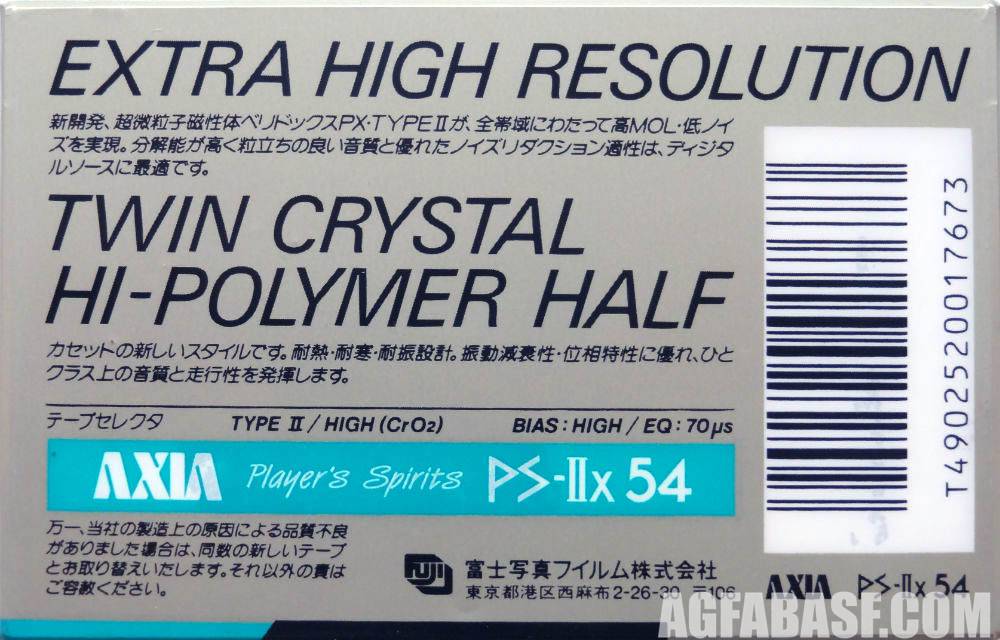 EXTRA HIGH RESOLUTION
新開発、超微粒子磁性体ベリドックスPX・TYPEⅡが、全帯域にわたって高MOL・低ノイ
ズを実現。分解能が高く粒立ちの良い音質と優れたノイズリダクション適性は、ディジタ
ルソースに最適です。
TWIN CRYSTAL
HI-POLYMER HALF
カセットの新しいスタイルです。耐熱・耐寒・耐振設計。振動減衰性・位相特性に優れ、ひと
クラス上の音質と走行性を発揮します。
テープセレクタ TYPE Ⅱ / HIGH (CrO₂) BIAS : HIGH / EQ : 70μs
AXIA Player's Spirits PS-Ⅱx 54
万一、当社の製造上の原因による品質不良
がありました場合は、同数の新しいテープ
とお取り替えいたします。それ以外の責は
ご容赦ください。
FUJI 富士写真フイルム株式会社
東京都港区西麻布2-26-30 〒106
T4902520017673
AXIA PS-Ⅱx 54
AGFABASF.COM